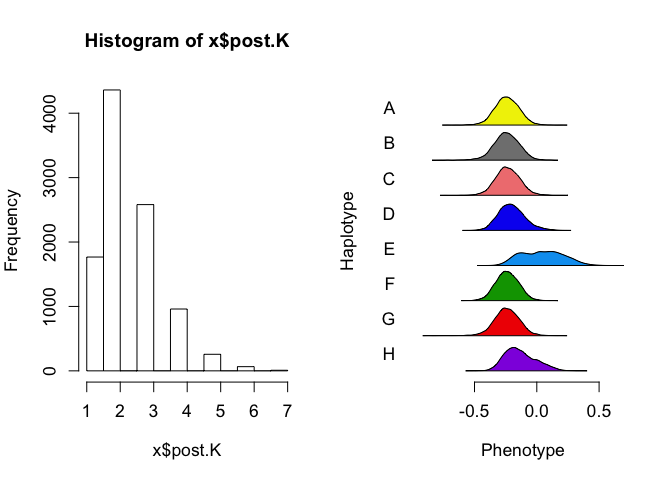 Histogram of x$post.K
Frequency
4000
3000
2000
1000
0
1 2 3 4 5 6 7
x$post.K
Haplotype
A
B
C
D
E
F
G
H
-0.5 0.0 0.5
Phenotype